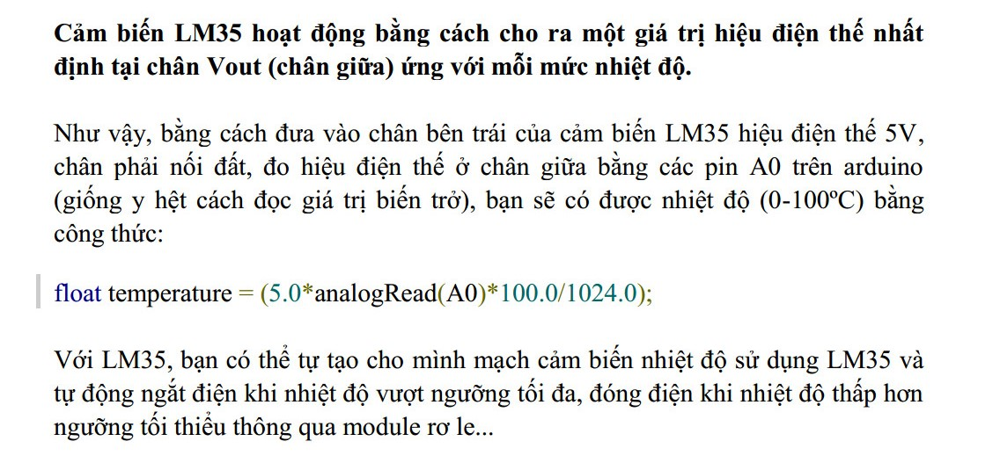 Cảm biến LM35 hoạt động bằng cách cho ra một giá trị hiệu điện thế nhất
định tại chân Vout (chân giữa) ứng với mỗi mức nhiệt độ.
Như vậy, bằng cách đưa vào chân bên trái của cảm biến LM35 hiệu điện thế 5V,
chân phải nối đất, đo hiệu điện thế ở chân giữa bằng các pin A0 trên arduino
(giống y hệt cách đọc giá trị biến trở), bạn sẽ có được nhiệt độ (0-100ºC) bằng
công thức:
float temperature = (5.0*analogRead(A0)*100.0/1024.0);
Với LM35, bạn có thể tự tạo cho mình mạch cảm biến nhiệt độ sử dụng LM35 và
tự động ngắt điện khi nhiệt độ vượt ngưỡng tối đa, đóng điện khi nhiệt độ thấp hơn
ngưỡng tối thiểu thông qua module rơ le...